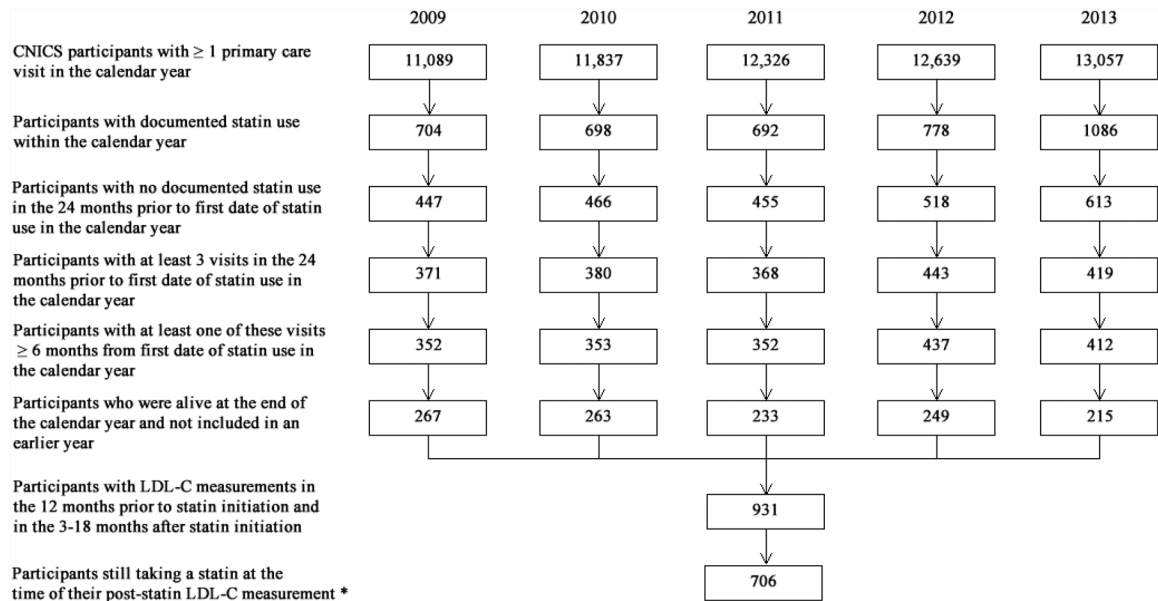 2009 2010 2011 2012 2013
CNICS participants with ≥ 1 primary care
visit in the calendar year
11,089 11,837 12,326 12,639 13,057
Participants with documented statin use
within the calendar year
704 698 692 778 1086
Participants with no documented statin use
in the 24 months prior to first date of statin
use in the calendar year
447 466 455 518 613
Participants with at least 3 visits in the 24
months prior to first date of statin use in
the calendar year
371 380 368 443 419
Participants with at least one of these visits
≥ 6 months from first date of statin use in
the calendar year
352 353 352 437 412
Participants who were alive at the end of
the calendar year and not included in an
earlier year
267 263 233 249 215
Participants with LDL-C measurements in
the 12 months prior to statin initiation and
in the 3-18 months after statin initiation
931
Participants still taking a statin at the
time of their post-statin LDL-C measurement *
706